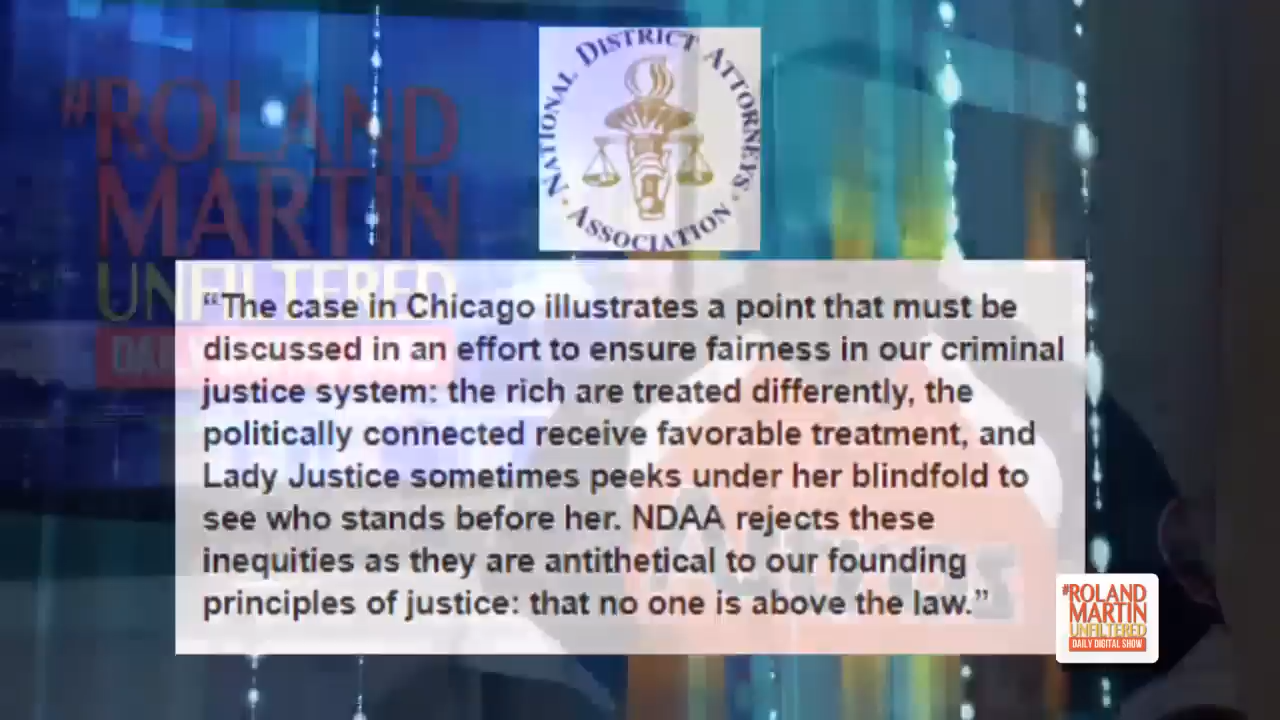 NATIONAL DISTRICT ATTORNEYS
· ASSOCIATION ·
#ROLAND
MARTIN
UNFILTERED
“The case in Chicago illustrates a point that must be
discussed in an effort to ensure fairness in our criminal
justice system: the rich are treated differently, the
politically connected receive favorable treatment, and
Lady Justice sometimes peeks under her blindfold to
see who stands before her. NDAA rejects these
inequities as they are antithetical to our founding
principles of justice: that no one is above the law.”
#ROLAND
MARTIN
UNFILTERED
DAILY DIGITAL SHOW